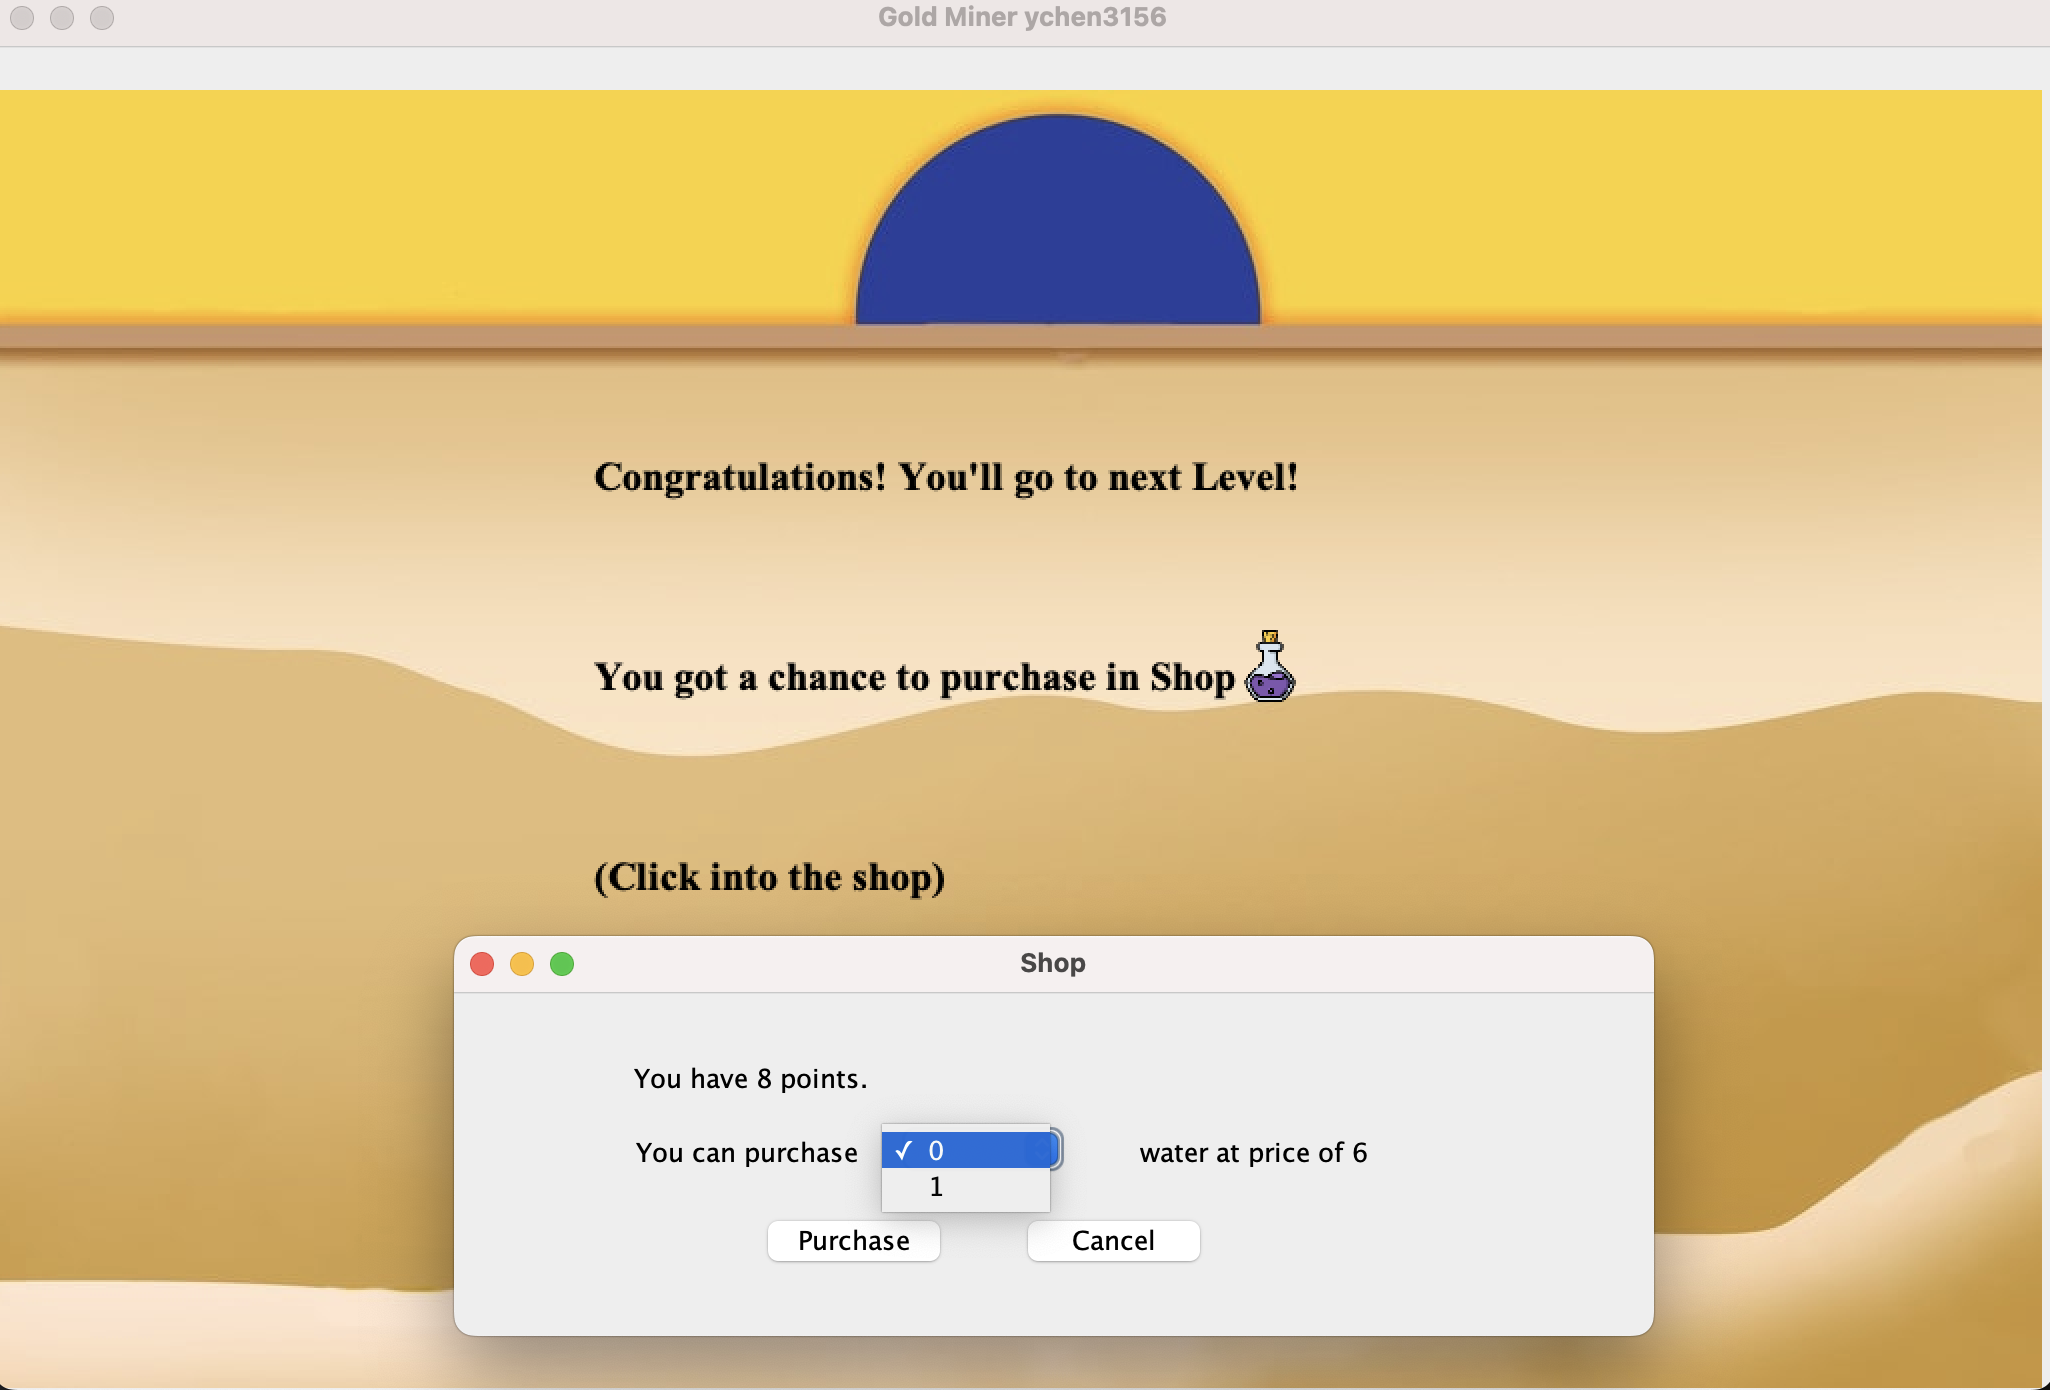 Gold Miner ychen3156
Congratulations! You'll go to next Level!
You got a chance to purchase in Shop
(Click into the shop)
Shop
You have 8 points.
You can purchase ✓ 0 water at price of 6
1
Purchase Cancel